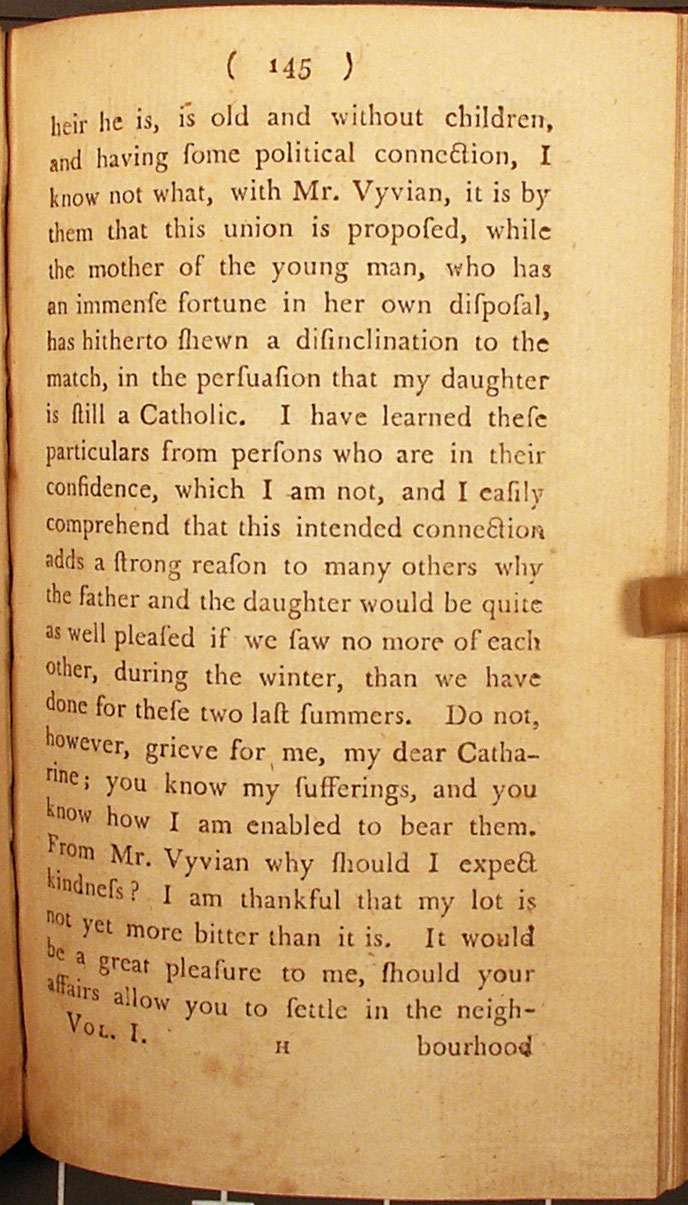 ( 145 )
heir he is, is old and without children,
and having ſome political connection, I
know not what, with Mr. Vyvian, it is by
them that this union is propoſed, while
the mother of the young man, who has
an immenſe fortune in her own diſpoſal,
has hitherto ſhewn a diſinclination to the
match, in the perſuaſion that my daughter
is ſtill a Catholic. I have learned theſe
particulars from perſons who are in their
confidence, which I am not, and I eaſily
comprehend that this intended connection
adds a ſtrong reaſon to many others why
the father and the daughter would be quite
as well pleaſed if we ſaw no more of each
other, during the winter, than we have
done for theſe two laſt ſummers. Do not,
however, grieve for me, my dear Catha-
rine; you know my ſufferings, and you
know how I am enabled to bear them.
From Mr. Vyvian why ſhould I expect
kindneſs? I am thankful that my lot is
not yet more bitter than it is. It would
be a great pleaſure to me, ſhould your
affairs allow you to ſettle in the neigh-
VOL. I. H bourhood